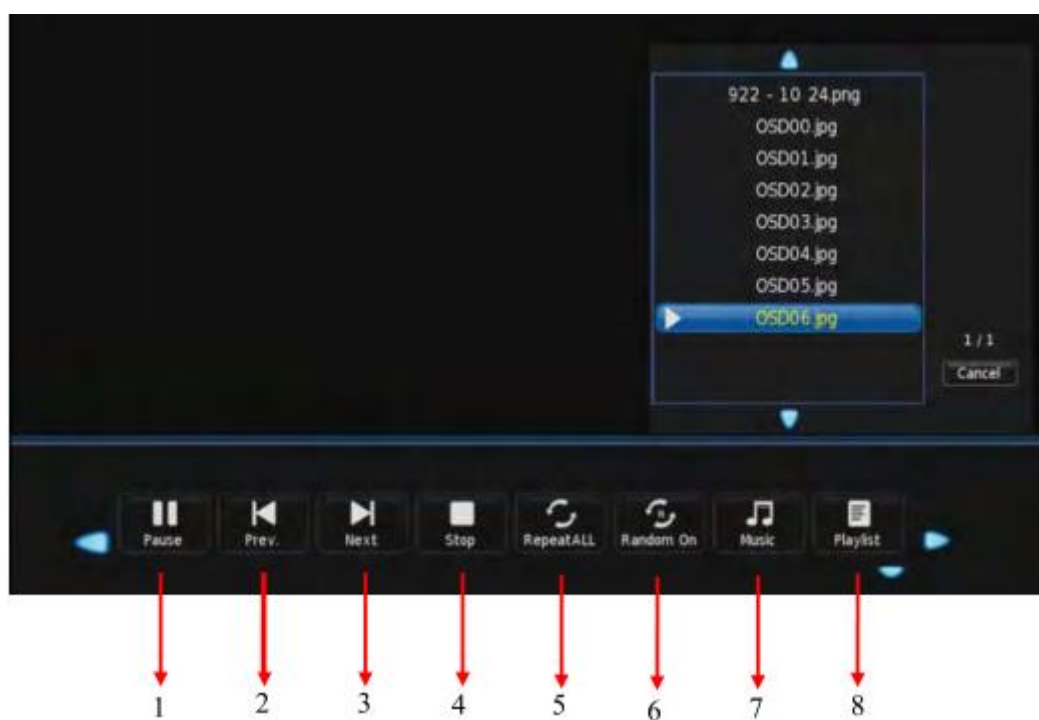 922 - 10 24.png
OSD00.jpg
OSD01.jpg
OSD02.jpg
OSD03.jpg
OSD04.jpg
OSD05.jpg
OSD06.jpg
1 / 1
Cancel
Pause Prev. Next Stop RepeatALL Random On Music Playlist
1 2 3 4 5 6 7 8